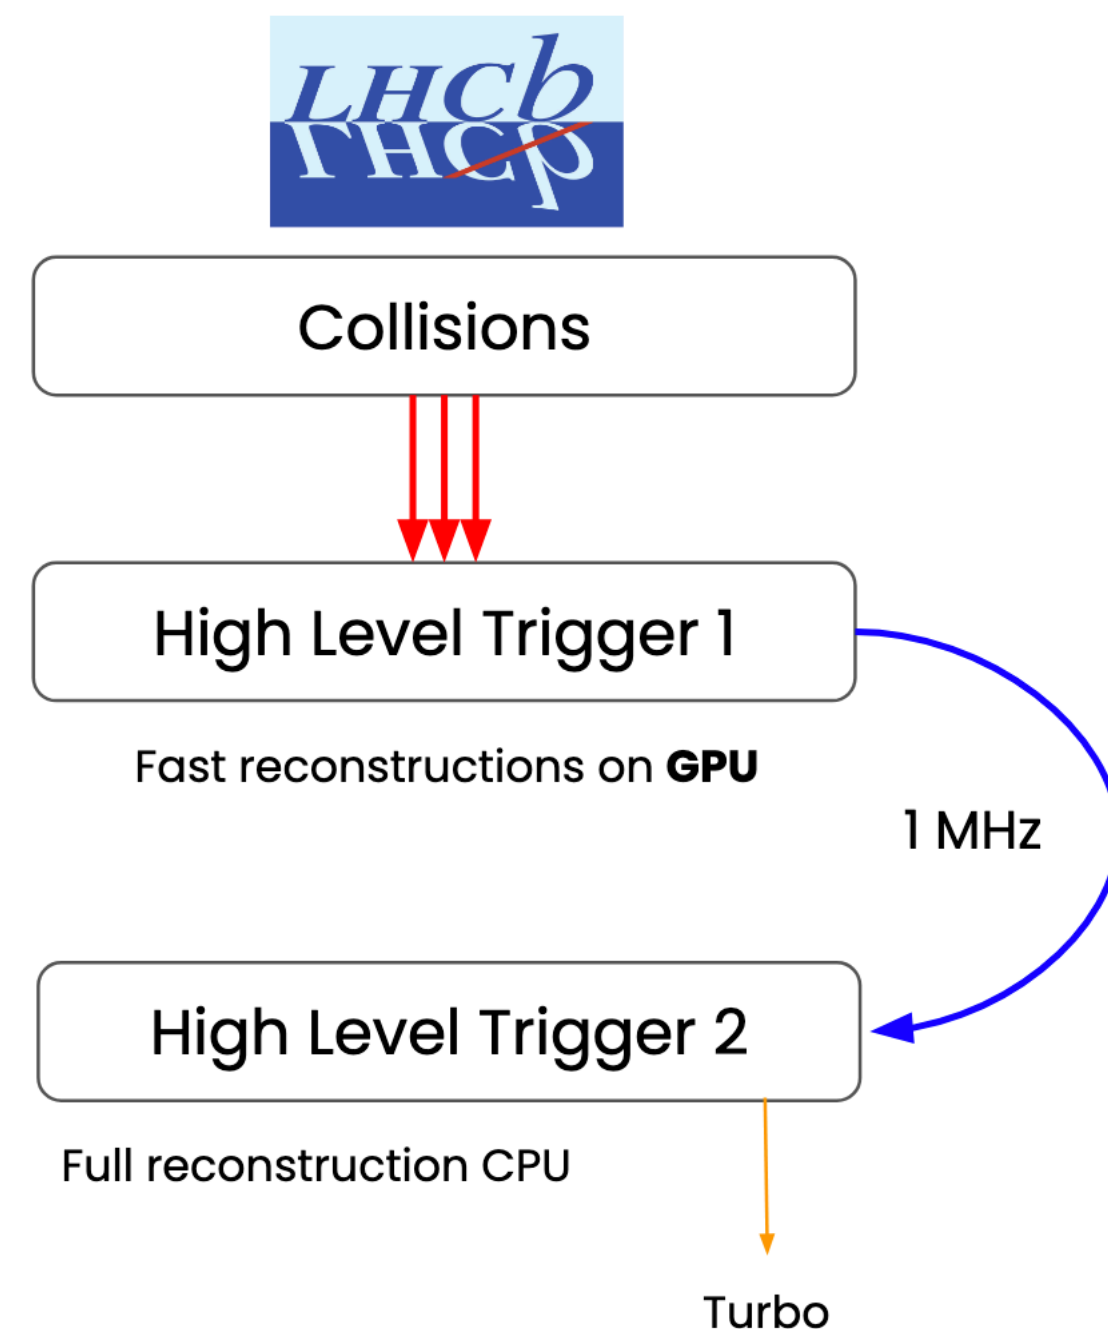 LHCb
LHCb
Collisions
High Level Trigger 1
Fast reconstructions on GPU
1 MHz
High Level Trigger 2
Full reconstruction CPU
Turbo